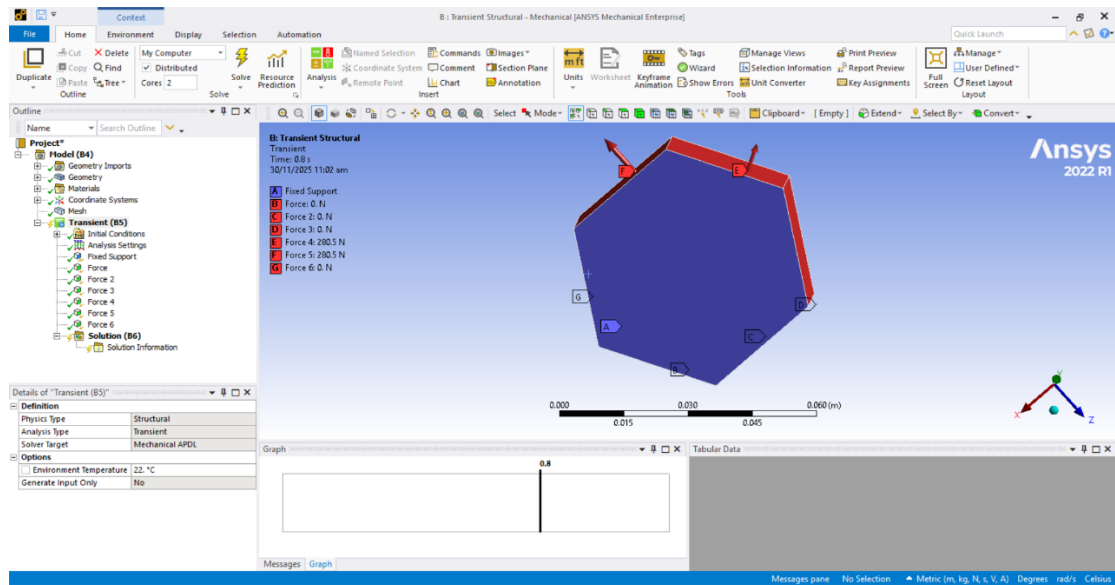 Context
B : Transient Structural - Mechanical [ANSYS Mechanical Enterprise]
File Home Environment Display Selection Automation Quick Launch
Duplicate Cut Copy Paste Delete Find Tree My Computer Distributed Cores 2 Solve Resource Prediction Analysis Named Selection Coordinate System Remote Point Commands Comment Chart Images Section Plane Annotation Units Worksheet Keyframe Animation Tags Wizard Show Errors Manage Views Selection Information Unit Converter Print Preview Report Preview Key Assignments Full Screen Manage User Defined Reset Layout
Outline Solve Insert Tools Layout
Outline
Name Search Outline
Select Mode Clipboard [ Empty ] Extend Select By Convert
Project*
Model (B4)
Geometry Imports
Geometry
Materials
Coordinate Systems
Mesh
Transient (B5)
Initial Conditions
Analysis Settings
Fixed Support
Force
Force 2
Force 3
Force 4
Force 5
Force 6
Solution (B6)
Solution Information
B: Transient Structural
Transient
Time: 0.8 s
30/11/2025 11:02 am
A Fixed Support
B Force: 0. N
C Force 2: 0. N
D Force 3: 0. N
E Force 4: 280.5 N
F Force 5: 280.5 N
G Force 6: 0. N
F
E
G
D
A
C
B
Ansys
2022 R1
0.000 0.030 0.060 (m)
0.015 0.045
Y
X
Z
Details of "Transient (B5)"
Definition
Physics Type Structural
Analysis Type Transient
Solver Target Mechanical APDL
Options
Environment Temperature 22. °C
Generate Input Only No
Graph
0.8
Messages Graph
Tabular Data
Messages pane No Selection Metric (m, kg, N, s, V, A) Degrees rad/s Celsius